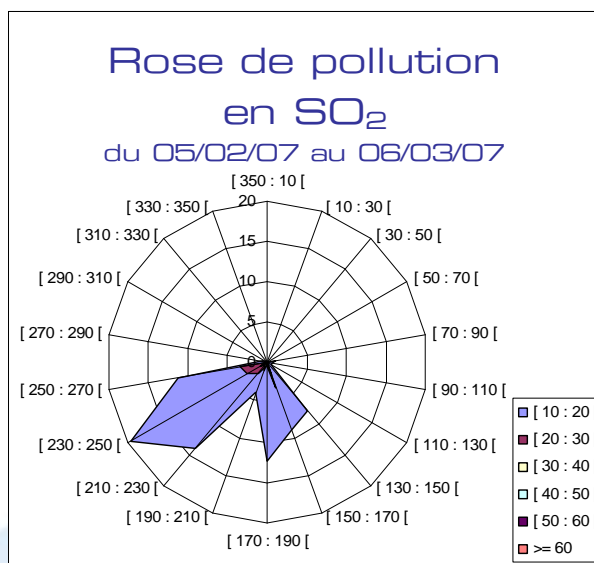 Rose de pollution
en SO₂
du 05/02/07 au 06/03/07
[ 350 : 10 [
[ 330 : 350 [
20
[ 10 : 30 [
[ 310 : 330 [
[ 30 : 50 [
15
[ 290 : 310 [
[ 50 : 70 [
10
[ 270 : 290 [
5
[ 70 : 90 [
0
[ 250 : 270 [
[ 90 : 110 [
[ 230 : 250 [
[ 110 : 130 [
[ 210 : 230 [
[ 130 : 150 [
[ 190 : 210 [
[ 150 : 170 [
[ 170 : 190 [
[ 10 : 20
[ 20 : 30
[ 30 : 40
[ 40 : 50
[ 50 : 60
>= 60